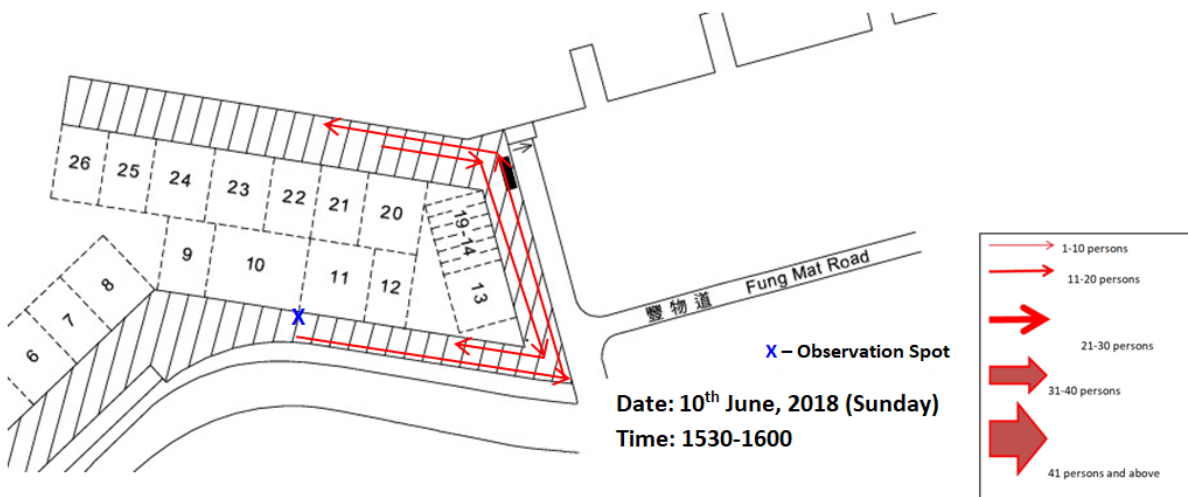 26
25
24
23
22
21
20
19-14
13
9
10
11
12
8
7
6
豐物道 Fung Mat Road
X – Observation Spot
Date: 10th June, 2018 (Sunday)
Time: 1530-1600
X
1-10 persons
11-20 persons
21-30 persons
31-40 persons
41 persons and above